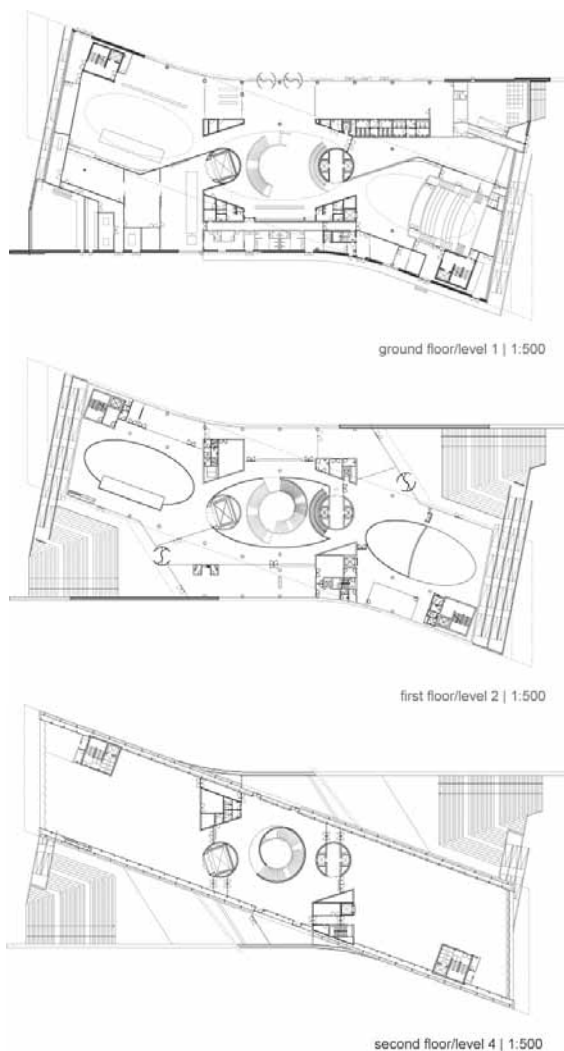 ground floor/level 1 | 1:500
first floor/level 2 | 1:500
second floor/level 4 | 1:500